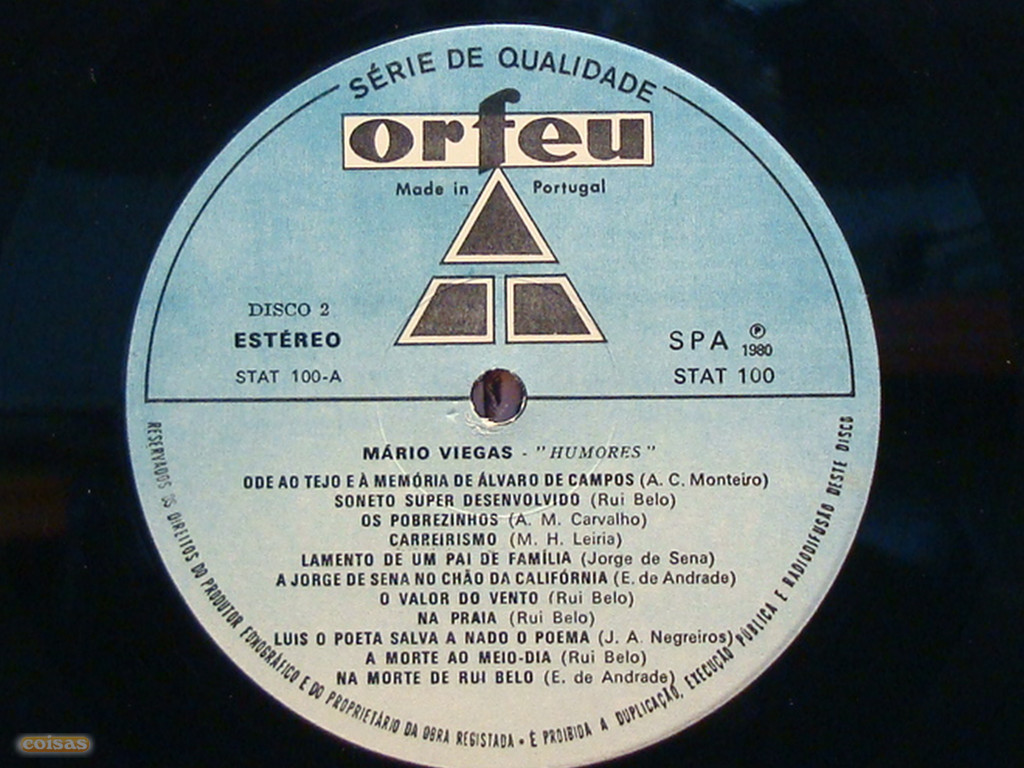 SÉRIE DE QUALIDADE
orfeu
Made in Portugal
DISCO 2
ESTÉREO
STAT 100-A
SPA ℗ 1980
STAT 100
MÁRIO VIEGAS - "HUMORES"
ODE AO TEJO E À MEMÓRIA DE ÁLVARO DE CAMPOS (A. C. Monteiro)
SONETO SUPER DESENVOLVIDO (Rui Belo)
OS POBREZINHOS (A. M. Carvalho)
CARREIRISMO (M. H. Leiria)
LAMENTO DE UM PAI DE FAMÍLIA (Jorge de Sena)
A JORGE DE SENA NO CHÃO DA CALIFÓRNIA (E. de Andrade)
O VALOR DO VENTO (Rui Belo)
NA PRAIA (Rui Belo)
LUIS O POETA SALVA A NADO O POEMA (J. A. Negreiros)
A MORTE AO MEIO-DIA (Rui Belo)
NA MORTE DE RUI BELO (E. de Andrade)
RESERVADOS OS DIREITOS DO PRODUTOR FONOGRÁFICO E DO PROPRIETÁRIO DA OBRA REGISTADA • É PROIBIDA A DUPLICAÇÃO, EXECUÇÃO PÚBLICA E RADIODIFUSÃO DESTE DISCO
coisas